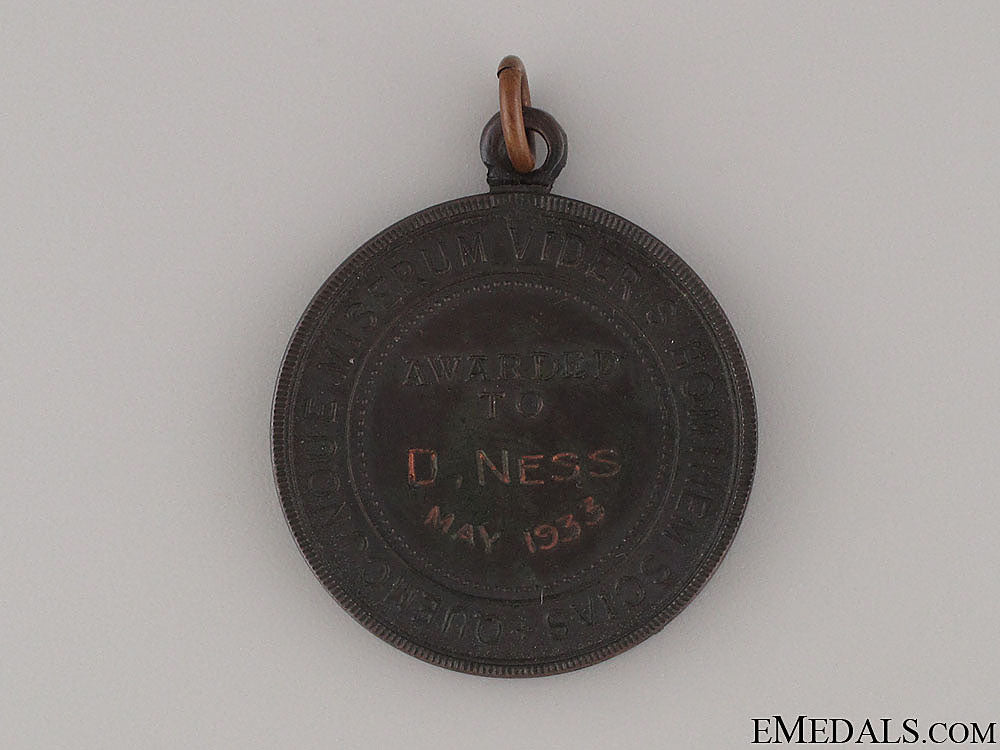 QUEMCUNQUE MISERUM VIDERIS HOMINEM SCIAS +
AWARDED
TO
D. NESS
MAY 1933
EMEDALS.COM